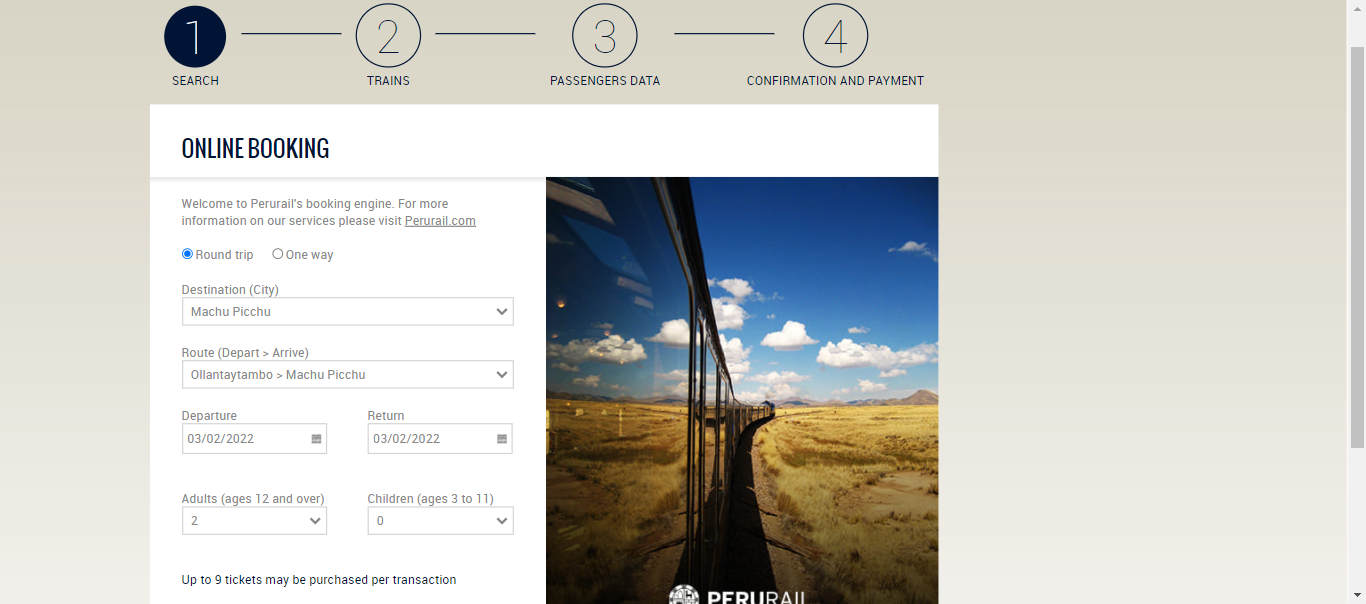 1
2
3
4
SEARCH
TRAINS
PASSENGERS DATA
CONFIRMATION AND PAYMENT
ONLINE BOOKING
Welcome to Perurail's booking engine. For more
information on our services please visit Perurail.com
Round trip
One way
Destination (City)
Machu Picchu
Route (Depart > Arrive)
Ollantaytambo > Machu Picchu
Departure
Return
03/02/2022
03/02/2022
Adults (ages 12 and over)
Children (ages 3 to 11)
2
0
Up to 9 tickets may be purchased per transaction
PERURAIL